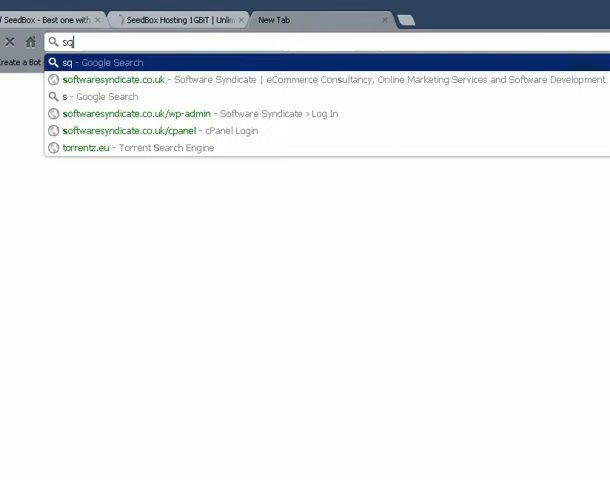 SeedBox - Best one with
SeedBox Hosting 1GBiT | Unlim
New Tab
sq
Create a Bot
sq - Google Search
softwaresyndicate.co.uk - Software Syndicate | eCommerce Consultancy, Online Marketing Services and Software Development
s - Google Search
softwaresyndicate.co.uk/wp-admin - Software Syndicate › Log In
softwaresyndicate.co.uk/cpanel - cPanel Login
torrentz.eu - Torrent Search Engine